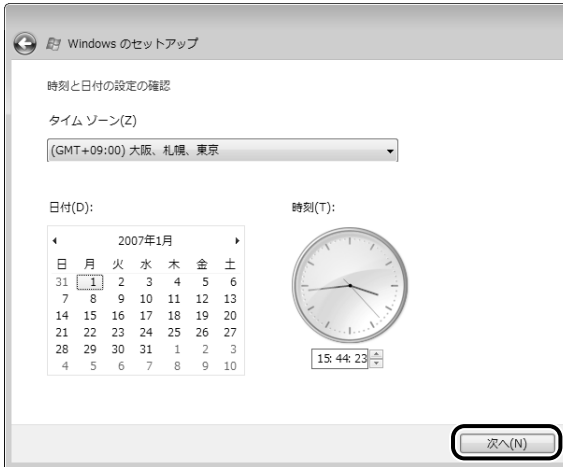 Windows のセットアップ
時刻と日付の設定の確認
タイム ゾーン(Z)
(GMT+09:00) 大阪、札幌、東京
日付(D):
2007年1月
日 月 火 水 木 金 土
31 1 2 3 4 5 6
7 8 9 10 11 12 13
14 15 16 17 18 19 20
21 22 23 24 25 26 27
28 29 30 31 1 2 3
4 5 6 7 8 9 10
時刻(T):
15: 44: 23
次へ(N)